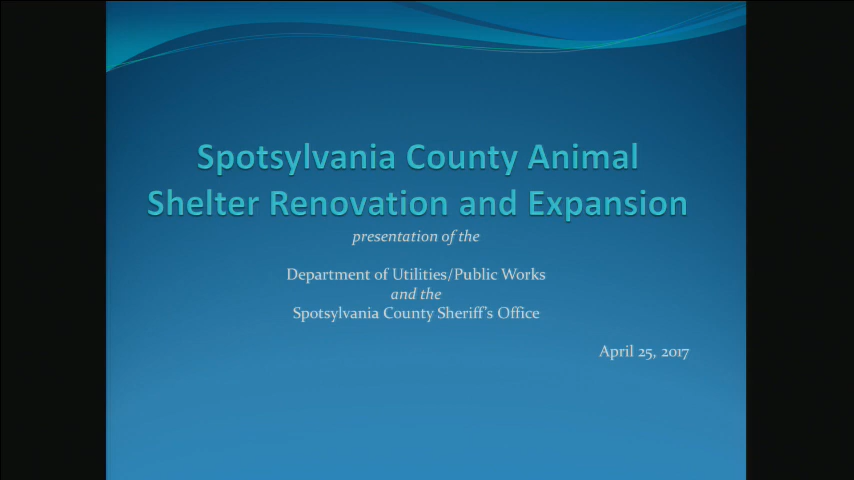 Spotsylvania County Animal
Shelter Renovation and Expansion
presentation of the
Department of Utilities/Public Works
and the
Spotsylvania County Sheriff's Office
April 25, 2017